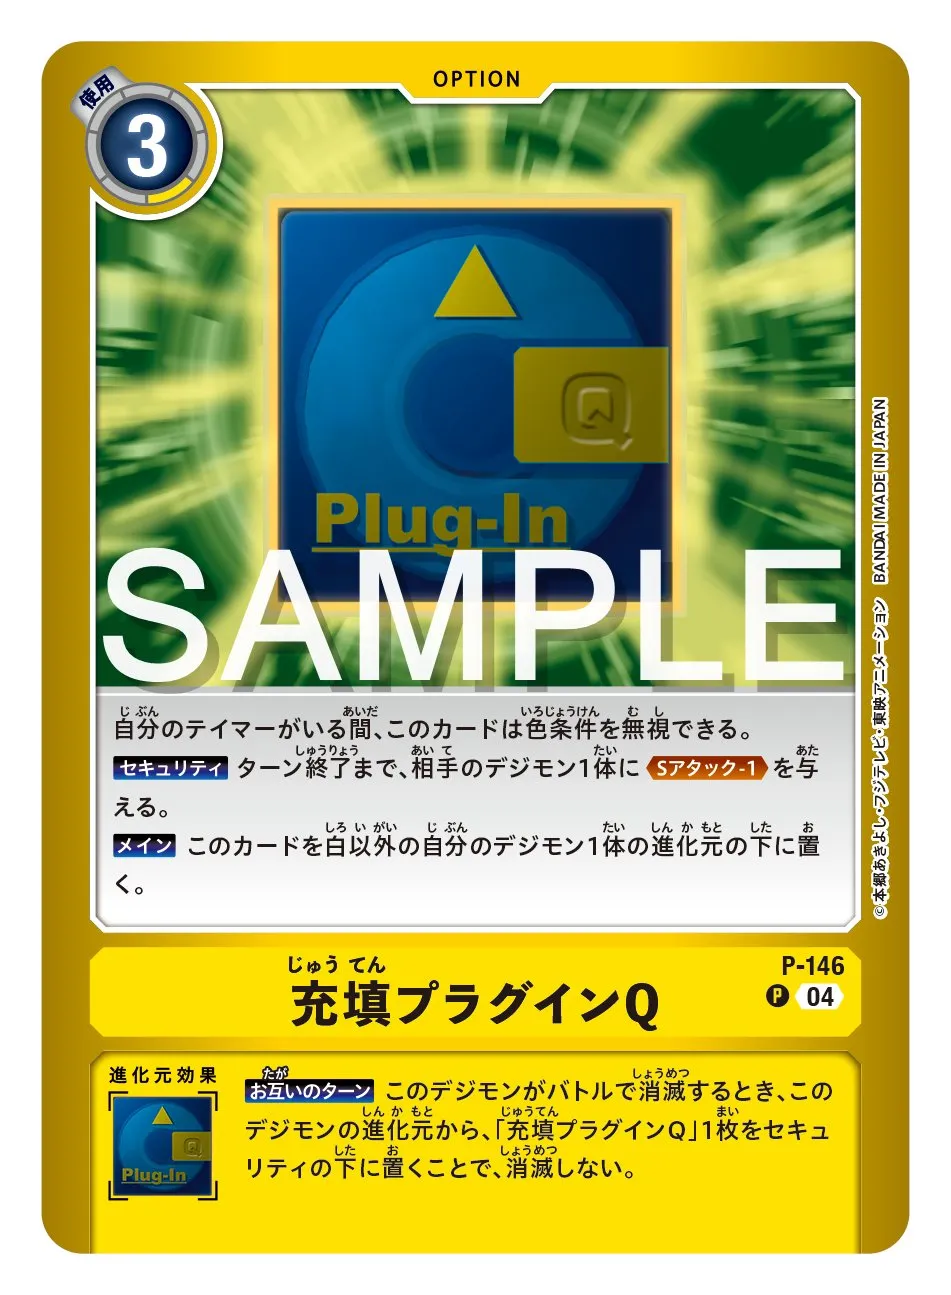 OPTION
使用
3
Q
Plug-In
SAMPLE
自分のテイマーがいる間、このカードは色条件を無視できる。
セキュリティ ターン終了まで、相手のデジモン1体に Sアタック-1 を与
える。
メイン このカードを白以外の自分のデジモン1体の進化元の下に置
く。
©本郷あきよし・フジテレビ・東映アニメーション BANDAI MADE IN JAPAN
じゅうてん
充填プラグインQ
P-146
P 04
進化元効果
Q
Plug-In
お互いのターン このデジモンがバトルで消滅するとき、この
デジモンの進化元から、「充填プラグインQ」1枚をセキュ
リティの下に置くことで、消滅しない。